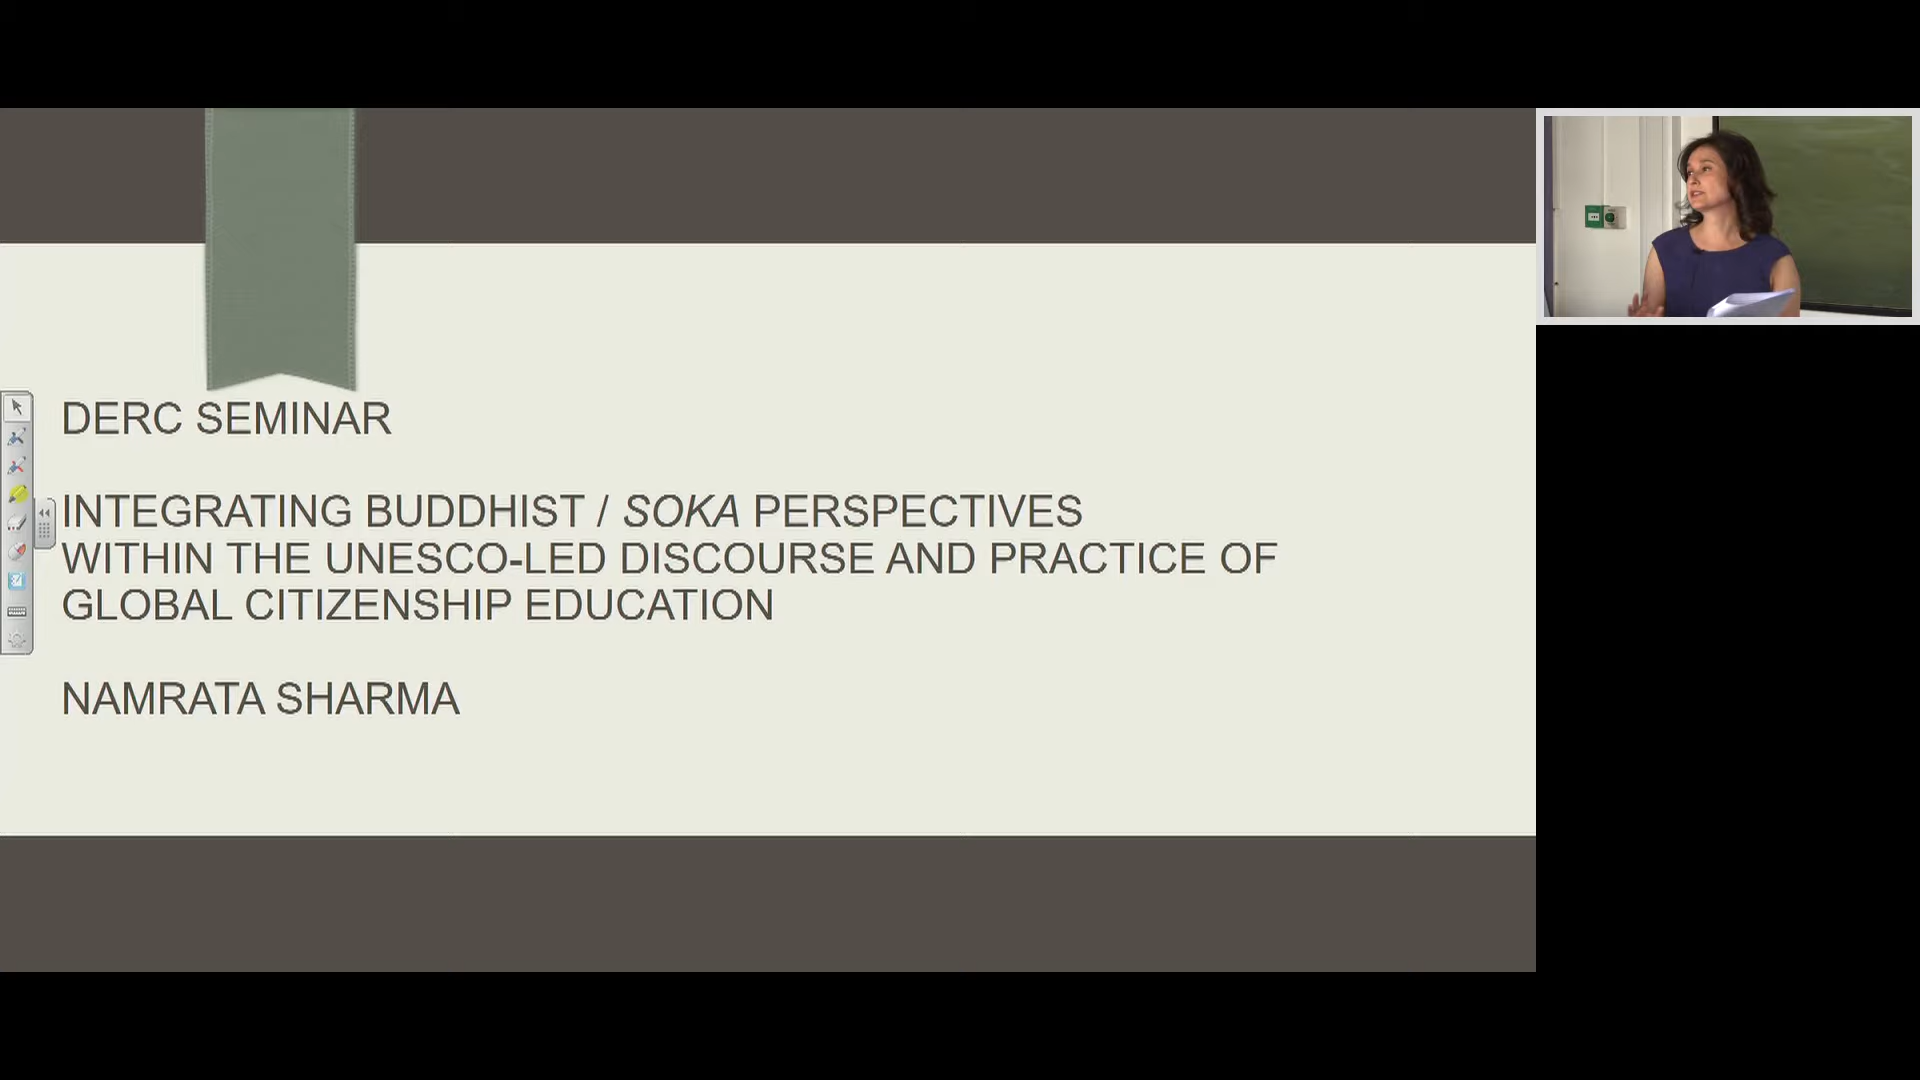 DERC SEMINAR
INTEGRATING BUDDHIST / SOKA PERSPECTIVES
WITHIN THE UNESCO-LED DISCOURSE AND PRACTICE OF
GLOBAL CITIZENSHIP EDUCATION
NAMRATA SHARMA